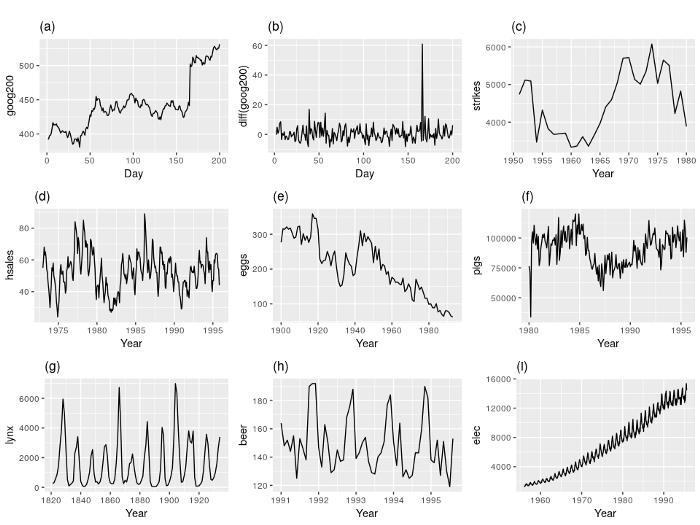 (a) (b) (c)
goog200
500
450
400
0 50 100 150 200
Day
diff(goog200)
60
40
20
0
0 50 100 150 200
Day
strikes
6000
5000
4000
1950 1955 1960 1965 1970 1975 1980
Year
(d) (e) (f)
hsales
80
60
40
1975 1980 1985 1990 1995
Year
eggs
300
200
100
1900 1920 1940 1960 1980
Year
pigs
100000
75000
50000
1980 1985 1990 1995
Year
(g) (h) (i)
lynx
6000
4000
2000
0
1820 1840 1860 1880 1900 1920
Year
beer
180
160
140
120
1991 1992 1993 1994 1995
Year
elec
16000
12000
8000
4000
1960 1970 1980 1990
Year